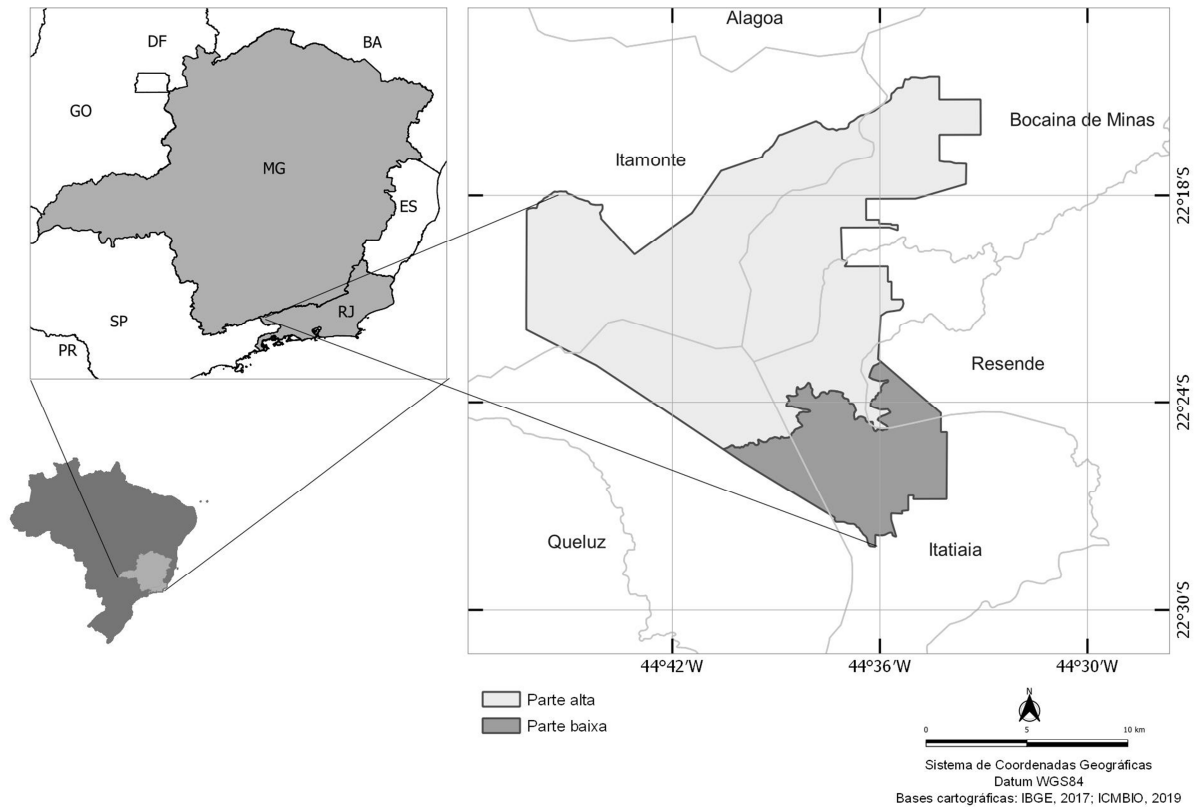 DF
BA
GO
MG
ES
SP
RJ
PR
Alagoa
Bocaina de Minas
Itamonte
Resende
Queluz
Itatiaia
22°18'S
22°24'S
22°30'S
44°42'W
44°36'W
44°30'W
Parte alta
Parte baixa
N
0 5 10 km
Sistema de Coordenadas Geográficas
Datum WGS84
Bases cartográficas: IBGE, 2017; ICMBIO, 2019